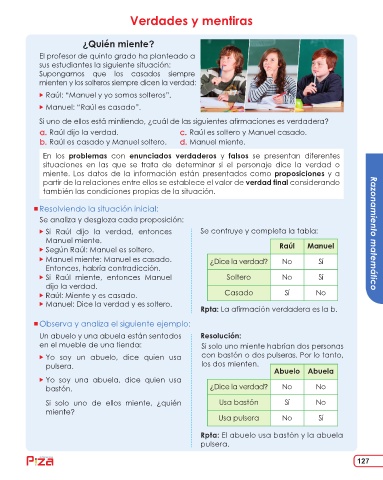 Verdades y mentiras
¿Quién miente?
El profesor de quinto grado ha planteado a
sus estudiantes la siguiente situación:
Supongamos que los casados siempre
mienten y los solteros siempre dicen la verdad:
Raúl: “Manuel y yo somos solteros”.
Manuel: “Raúl es casado”.
Si uno de ellos está mintiendo, ¿cuál de las siguientes afirmaciones es verdadera?
a. Raúl dijo la verdad. c. Raúl es soltero y Manuel casado.
b. Raúl es casado y Manuel soltero. d. Manuel miente.
En los problemas con enunciados verdaderos y falsos se presentan diferentes
situaciones en las que se trata de determinar si el personaje dice la verdad o
miente. Los datos de la información están presentados como proposiciones y a
partir de la relaciones entre ellos se establece el valor de verdad final considerando
también las condiciones propias de la situación.
Razonamiento matemático
Resolviendo la situación inicial:
Se analiza y desgloza cada proposición:
Si Raúl dijo la verdad, entonces
Manuel miente.
Según Raúl: Manuel es soltero.
Manuel miente: Manuel es casado.
Entonces, habría contradicción.
Si Raúl miente, entonces Manuel
dijo la verdad.
Raúl: Miente y es casado.
Manuel: Dice la verdad y es soltero.
Se contruye y completa la tabla:
Raúl Manuel
¿Dice la verdad? No Sí
Soltero No Sí
Casado Sí No
Rpta: La afirmación verdadera es la b.
Observa y analiza el siguiente ejemplo:
Un abuelo y una abuela están sentados
en el mueble de una tienda:
Yo soy un abuelo, dice quien usa
pulsera.
Yo soy una abuela, dice quien usa
bastón.
Si solo uno de ellos miente, ¿quién
miente?
Resolución:
Si solo uno miente habrían dos personas
con bastón o dos pulseras. Por lo tanto,
los dos mienten.
Abuelo Abuela
¿Dice la verdad? No No
Usa bastón Sí No
Usa pulsera No Sí
Rpta: El abuelo usa bastón y la abuela
pulsera.
127